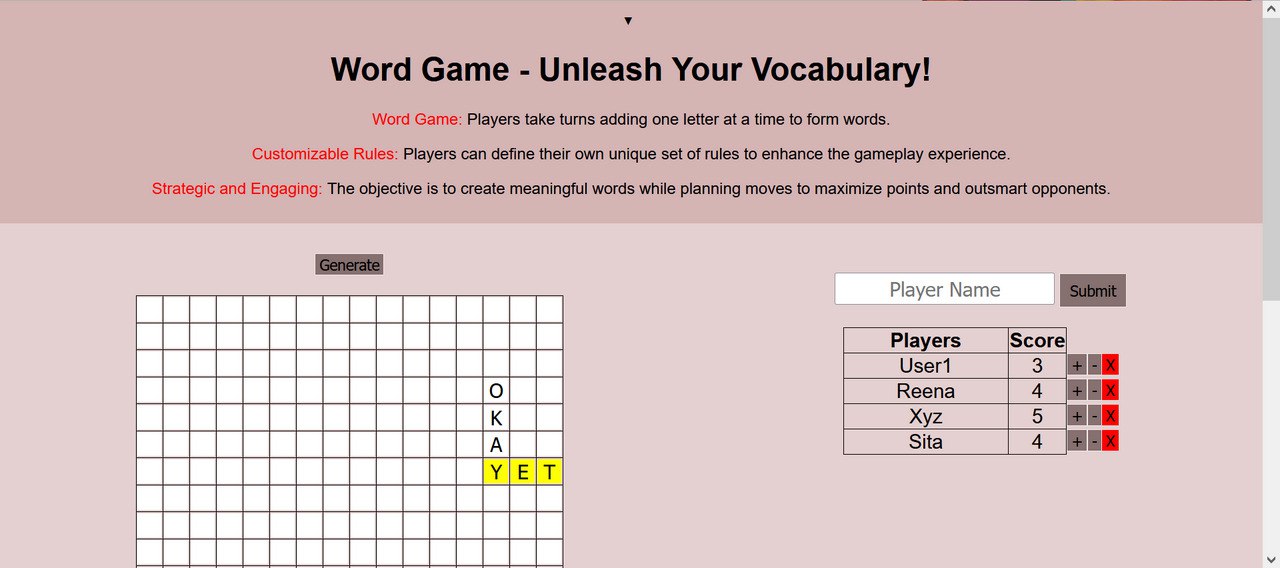 ▼
Word Game - Unleash Your Vocabulary!
Word Game: Players take turns adding one letter at a time to form words.
Customizable Rules: Players can define their own unique set of rules to enhance the gameplay experience.
Strategic and Engaging: The objective is to create meaningful words while planning moves to maximize points and outsmart opponents.
Generate
O
K
A
Y E T
Player Name Submit
Players Score
User1 3 + - X
Reena 4 + - X
Xyz 5 + - X
Sita 4 + - X